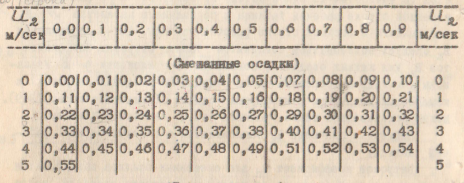 U₂ U₂
м/сек 0,0 0,1 0,2 0,3 0,4 0,5 0,6 0,7 0,8 0,9 м/сек
(Смешанные осадки)
0 0,00 0,01 0,02 0,03 0,04 0,05 0,07 0,08 0,09 0,10 0
1 0,11 0,12 0,13 0,14 0,15 0,16 0,18 0,19 0,20 0,21 1
2 0,22 0,23 0,24 0,25 0,26 0,27 0,29 0,30 0,31 0,32 2
3 0,33 0,34 0,35 0,36 0,37 0,38 0,40 0,41 0,42 0,43 3
4 0,44 0,45 0,46 0,47 0,48 0,49 0,51 0,52 0,53 0,54 4
5 0,55 5